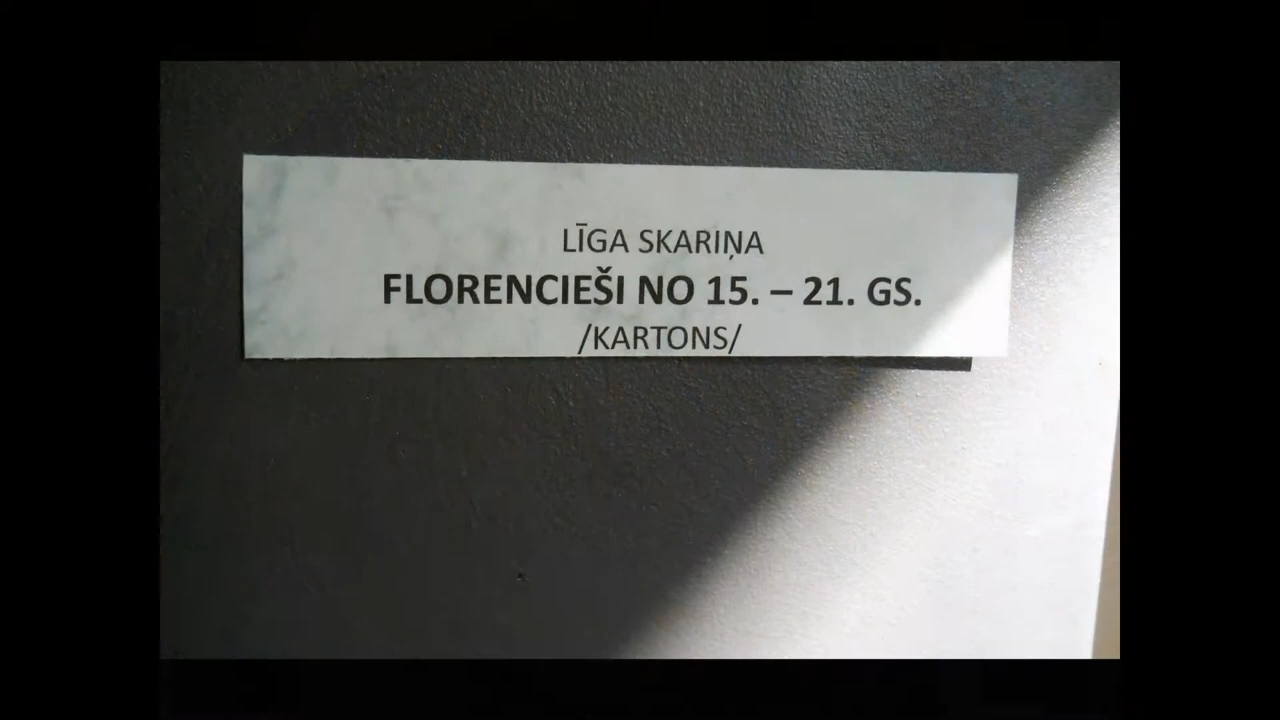 LĪGA SKARIŅA
FLORENCIEŠI NO 15. – 21. GS.
/KARTONS/